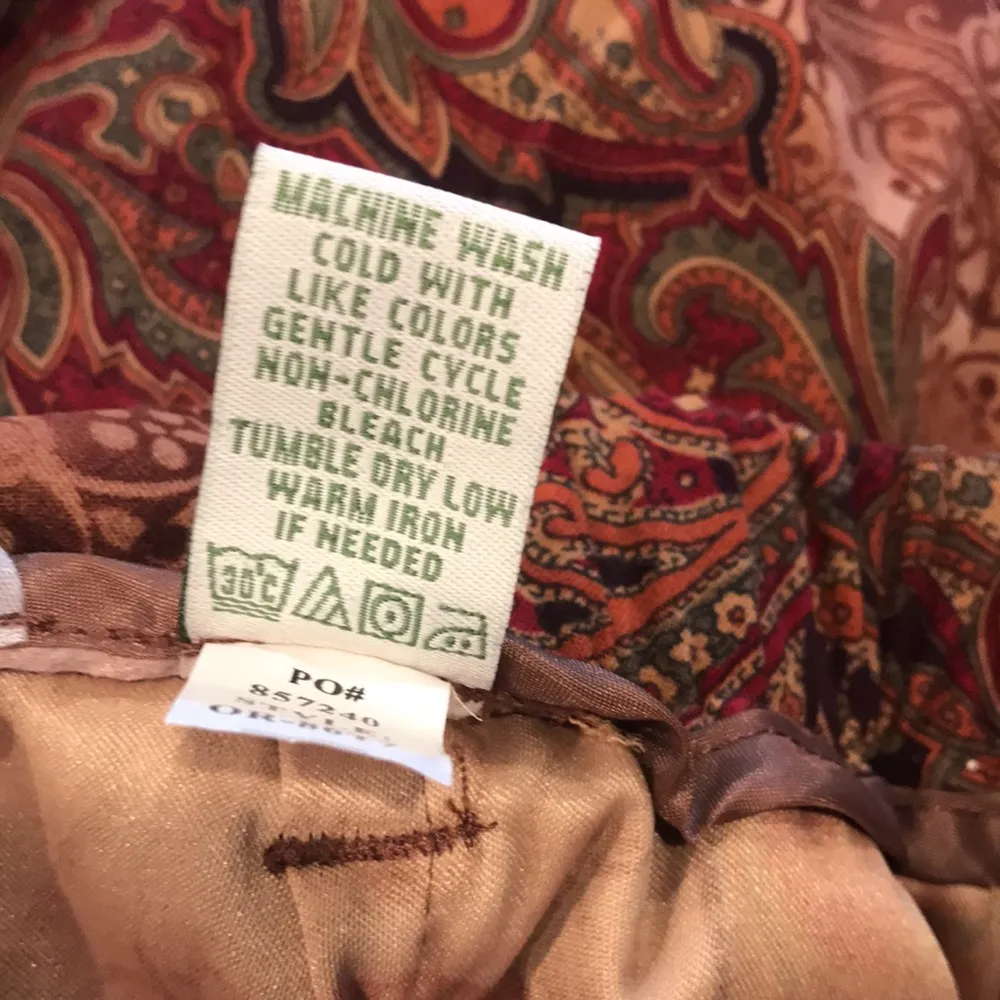 MACHINE WASH
COLD WITH
LIKE COLORS
GENTLE CYCLE
NON-CHLORINE
BLEACH
TUMBLE DRY LOW
WARM IRON
IF NEEDED
30°C
PO#
857240
STYLE: